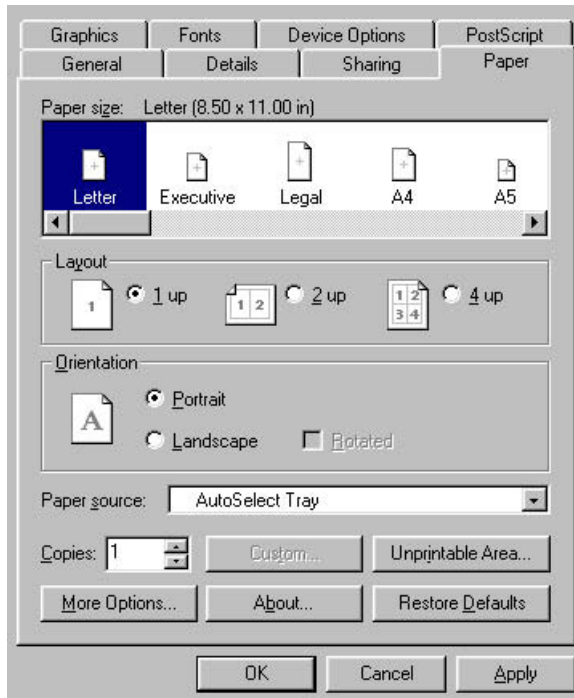 Graphics Fonts Device Options PostScript
General Details Sharing Paper
Paper size: Letter (8.50 x 11.00 in)
Letter Executive Legal A4 A5
Layout
1 1 up 1 2 2 up 1 2 3 4 4 up
Orientation
A Portrait
Landscape Rotated
Paper source: AutoSelect Tray
Copies: 1 Custom... Unprintable Area...
More Options... About... Restore Defaults
OK Cancel Apply